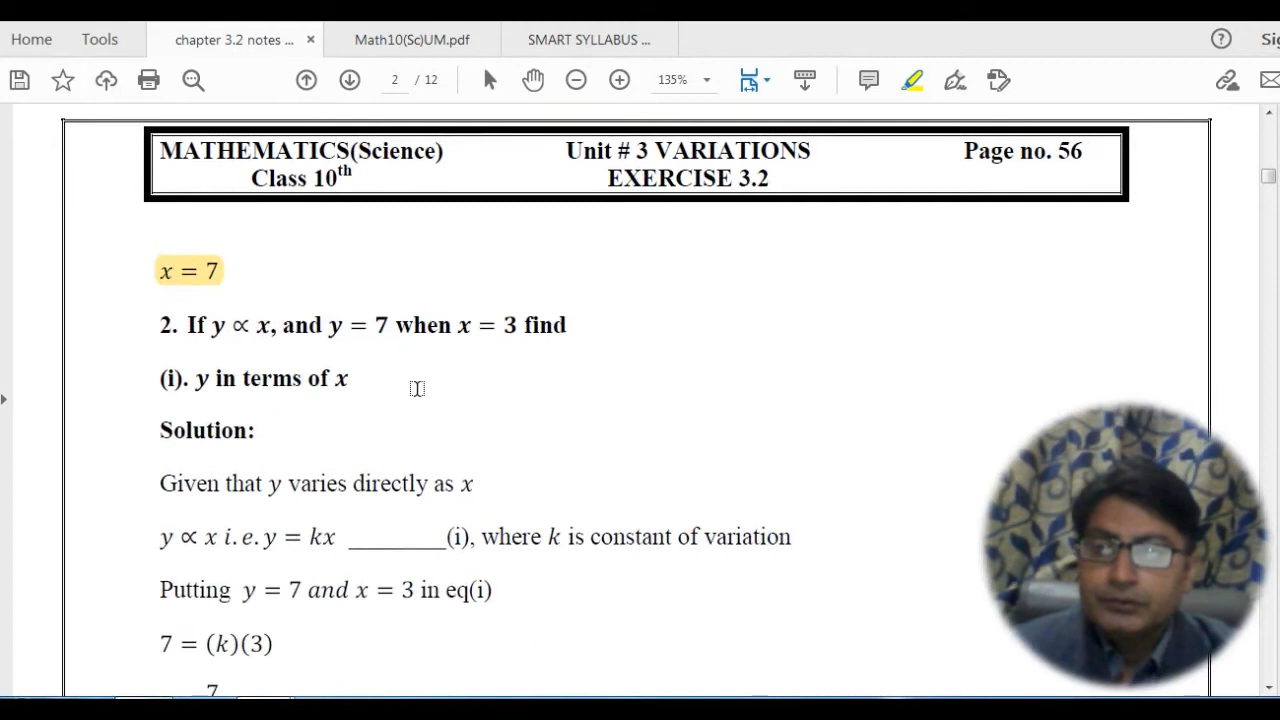 Home Tools chapter 3.2 notes ... × Math10(Sc)UM.pdf SMART SYLLABUS ...
2 / 12 135%
MATHEMATICS(Science) Unit # 3 VARIATIONS Page no. 56
Class 10th EXERCISE 3.2
x = 7
2. If y ∝ x, and y = 7 when x = 3 find
(i). y in terms of x
Solution:
Given that y varies directly as x
y ∝ x i.e. y = kx ________(i), where k is constant of variation
Putting y = 7 and x = 3 in eq(i)
7 = (k)(3)
7